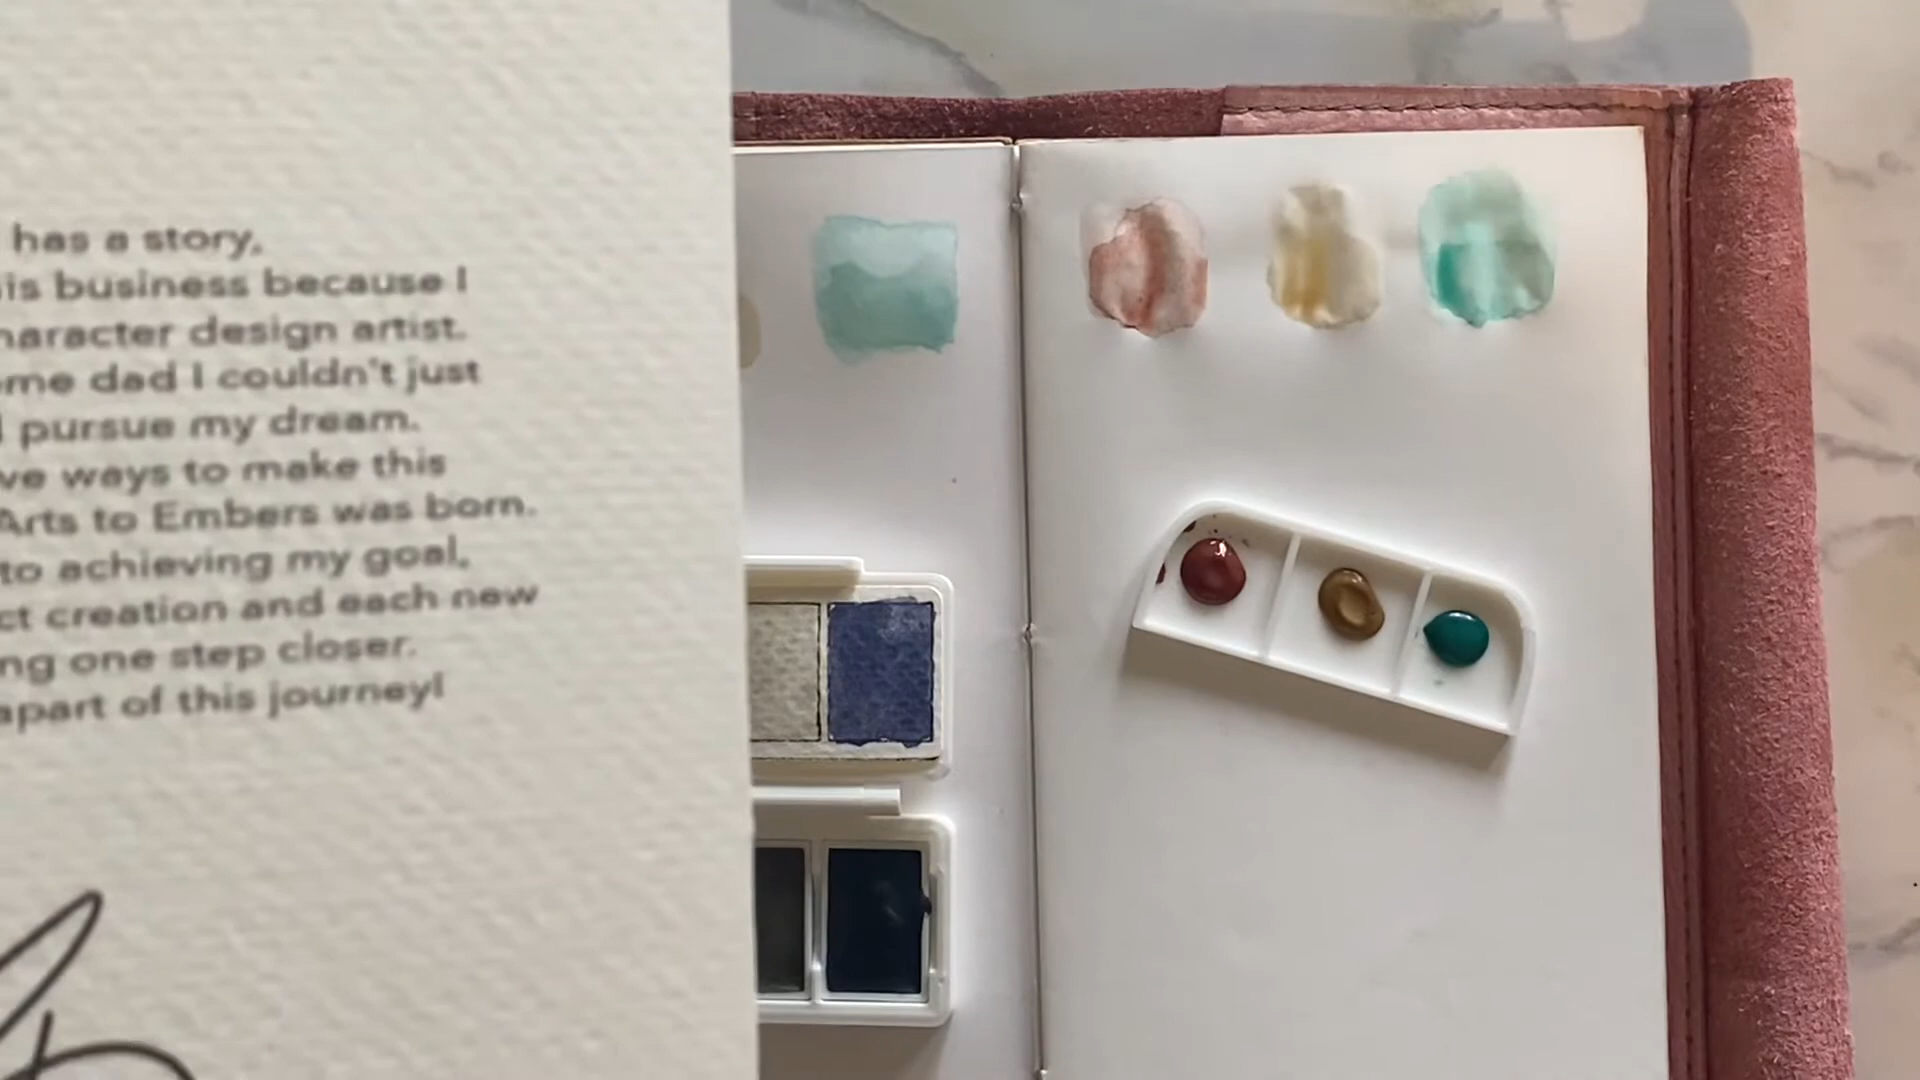 has a story,
is business because I
haracter design artist.
me dad I couldn't just
pursue my dream.
ve ways to make this
Arts to Embers was born.
to achieving my goal,
ct creation and each new
ng one step closer.
apart of this journey!